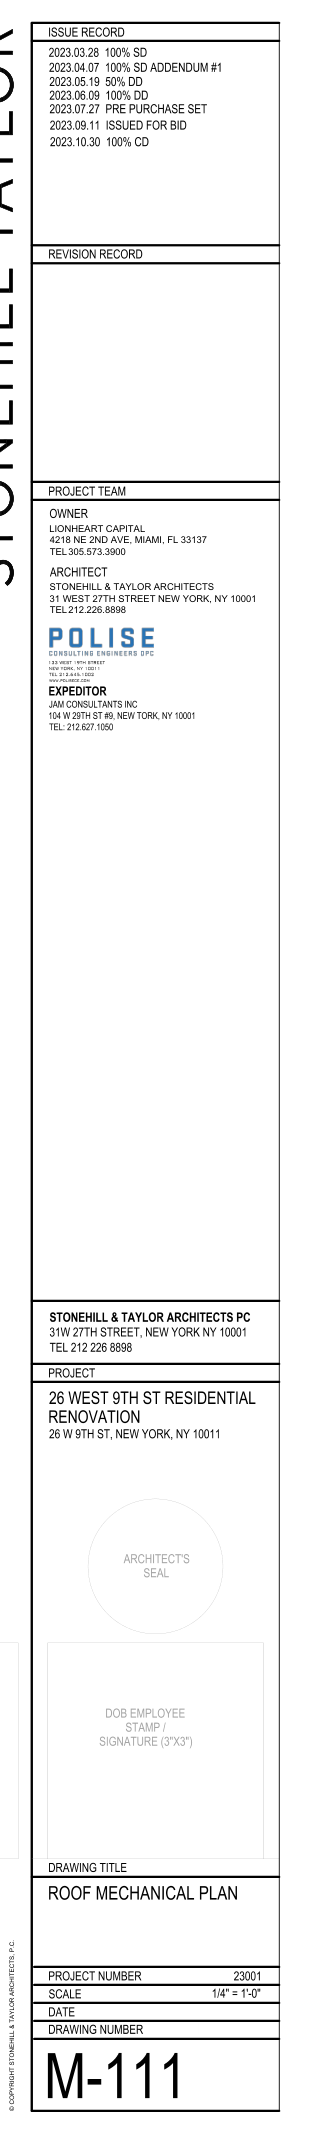 STONEHILL TAYLOR
ISSUE RECORD
2023.03.28 100% SD
2023.04.07 100% SD ADDENDUM #1
2023.05.19 50% DD
2023.06.09 100% DD
2023.07.27 PRE PURCHASE SET
2023.09.11 ISSUED FOR BID
2023.10.30 100% CD
REVISION RECORD
PROJECT TEAM
OWNER
LIONHEART CAPITAL
4218 NE 2ND AVE, MIAMI, FL 33137
TEL 305.573.3900
ARCHITECT
STONEHILL & TAYLOR ARCHITECTS
31 WEST 27TH STREET NEW YORK, NY 10001
TEL 212.226.8898
POLISE
CONSULTING ENGINEERS DPC
133 WEST 19TH STREET
NEW YORK, NY 10011
TEL 212.645.1002
WWW.POLISECE.COM
EXPEDITOR
JAM CONSULTANTS INC
104 W 29TH ST #9, NEW TORK, NY 10001
TEL: 212.627.1050
STONEHILL & TAYLOR ARCHITECTS PC
31W 27TH STREET, NEW YORK NY 10001
TEL 212 226 8898
PROJECT
26 WEST 9TH ST RESIDENTIAL
RENOVATION
26 W 9TH ST, NEW YORK, NY 10011
ARCHITECT'S
SEAL
DOB EMPLOYEE
STAMP /
SIGNATURE (3"X3")
DRAWING TITLE
ROOF MECHANICAL PLAN
PROJECT NUMBER 23001
SCALE 1/4" = 1'-0"
DATE
DRAWING NUMBER
M-111
© COPYRIGHT STONEHILL & TAYLOR ARCHITECTS, P.C.